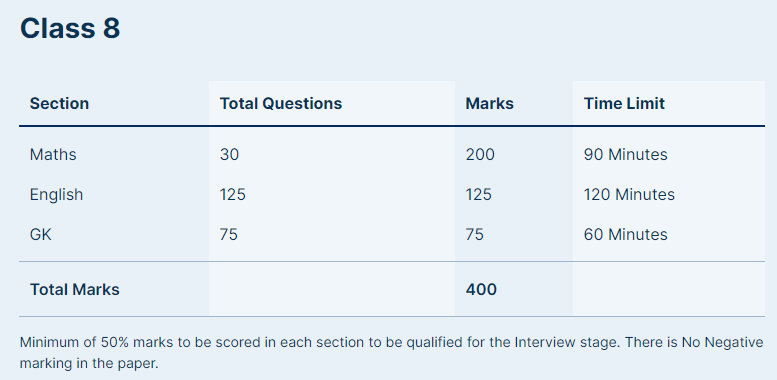 Class 8
Section Total Questions Marks Time Limit
Maths 30 200 90 Minutes
English 125 125 120 Minutes
GK 75 75 60 Minutes
Total Marks 400
Minimum of 50% marks to be scored in each section to be qualified for the Interview stage. There is No Negative
marking in the paper.